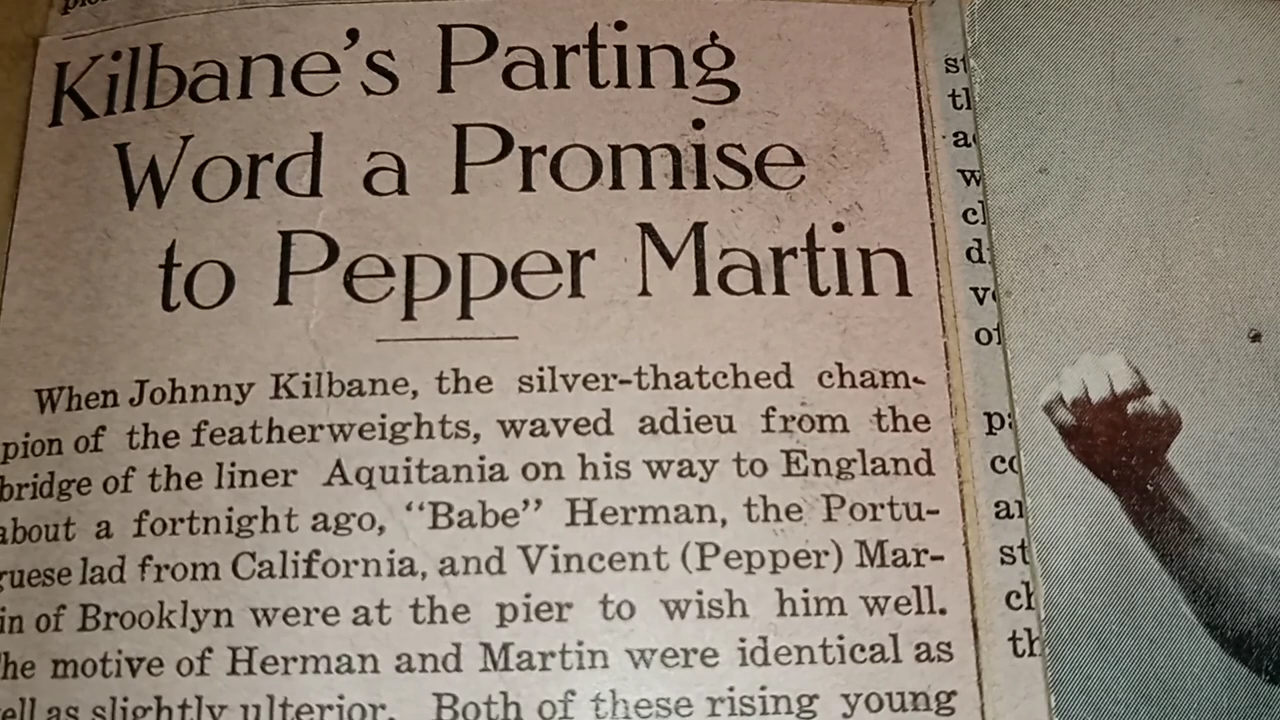 Kilbane's Parting
Word a Promise
to Pepper Martin
When Johnny Kilbane, the silver-thatched cham-
pion of the featherweights, waved adieu from the
bridge of the liner Aquitania on his way to England
about a fortnight ago, "Babe" Herman, the Portu-
guese lad from California, and Vincent (Pepper) Mar-
in of Brooklyn were at the pier to wish him well.
he motive of Herman and Martin were identical as
ell as slightly ulterior. Both of these rising young